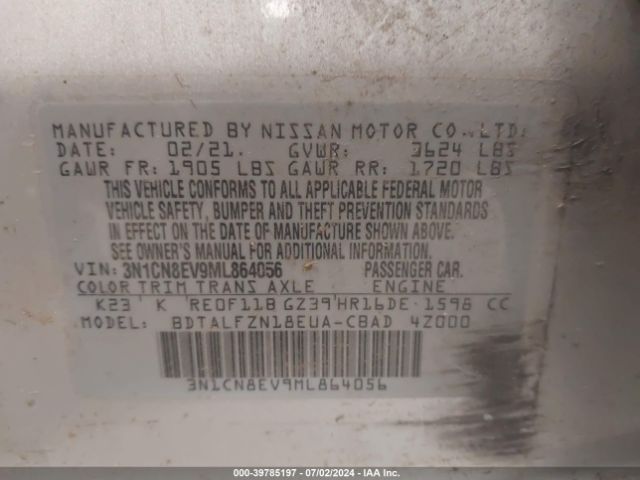 MANUFACTURED BY NISSAN MOTOR CO.,LTD.
DATE: 02/21. GVWR: 3624 LBS
GAWR FR: 1905 LBS GAWR RR: 1720 LBS
THIS VEHICLE CONFORMS TO ALL APPLICABLE FEDERAL MOTOR
VEHICLE SAFETY, BUMPER AND THEFT PREVENTION STANDARDS
IN EFFECT ON THE DATE OF MANUFACTURE SHOWN ABOVE.
SEE OWNER'S MANUAL FOR ADDITIONAL INFORMATION.
VIN: 3N1CN8EV9ML864056 PASSENGER CAR.
COLOR TRIM TRANS AXLE ENGINE
K23 K RE0F11B GZ39 HR16DE 1598 CC
MODEL: BDTALFZN18EUA-CBAD 4Z000
3N1CN8EV9ML864056
000-39785197 - 07/02/2024 - IAA Inc.